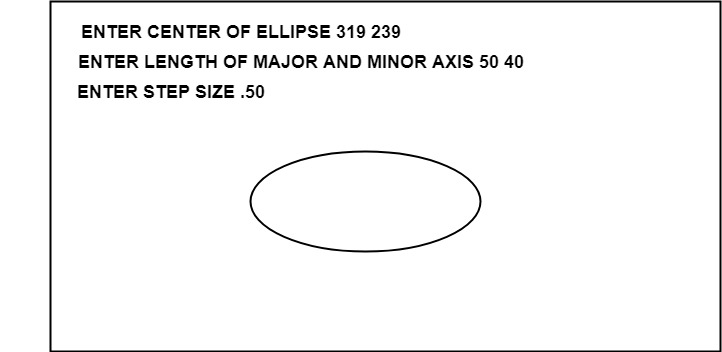 ENTER CENTER OF ELLIPSE 319 239
ENTER LENGTH OF MAJOR AND MINOR AXIS 50 40
ENTER STEP SIZE .50